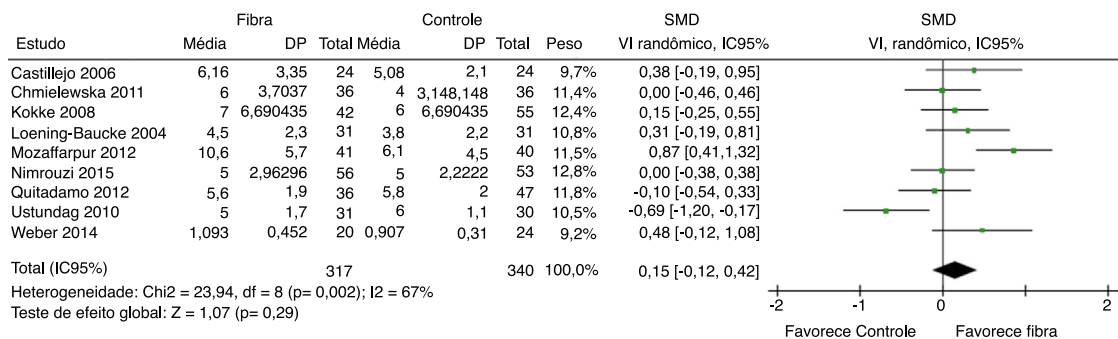 Fibra Controle SMD SMD
Estudo Média DP Total Média DP Total Peso VI randômico, IC95% VI, randômico, IC95%
Castillejo 2006 6,16 3,35 24 5,08 2,1 24 9,7% 0,38 [-0,19, 0,95]
Chmielewska 2011 6 3,7037 36 4 3,148,148 36 11,4% 0,00 [-0,46, 0,46]
Kokke 2008 7 6,690435 42 6 6,690435 55 12,4% 0,15 [-0,25, 0,55]
Loening-Baucke 2004 4,5 2,3 31 3,8 2,2 31 10,8% 0,31 [-0,19, 0,81]
Mozaffarpur 2012 10,6 5,7 41 6,1 4,5 40 11,5% 0,87 [0,41,1,32]
Nimrouzi 2015 5 2,96296 56 5 2,2222 53 12,8% 0,00 [-0,38, 0,38]
Quitadamo 2012 5,6 1,9 36 5,8 2 47 11,8% -0,10 [-0,54, 0,33]
Ustundag 2010 5 1,7 31 6 1,1 30 10,5% -0,69 [-1,20, -0,17]
Weber 2014 1,093 0,452 20 0,907 0,31 24 9,2% 0,48 [-0,12, 1,08]
Total (IC95%) 317 340 100,0% 0,15 [-0,12, 0,42]
Heterogeneidade: Chi2 = 23,94, df = 8 (p= 0,002); I2 = 67%
Teste de efeito global: Z = 1,07 (p= 0,29)
-2 -1 0 1 2
Favorece Controle Favorece fibra